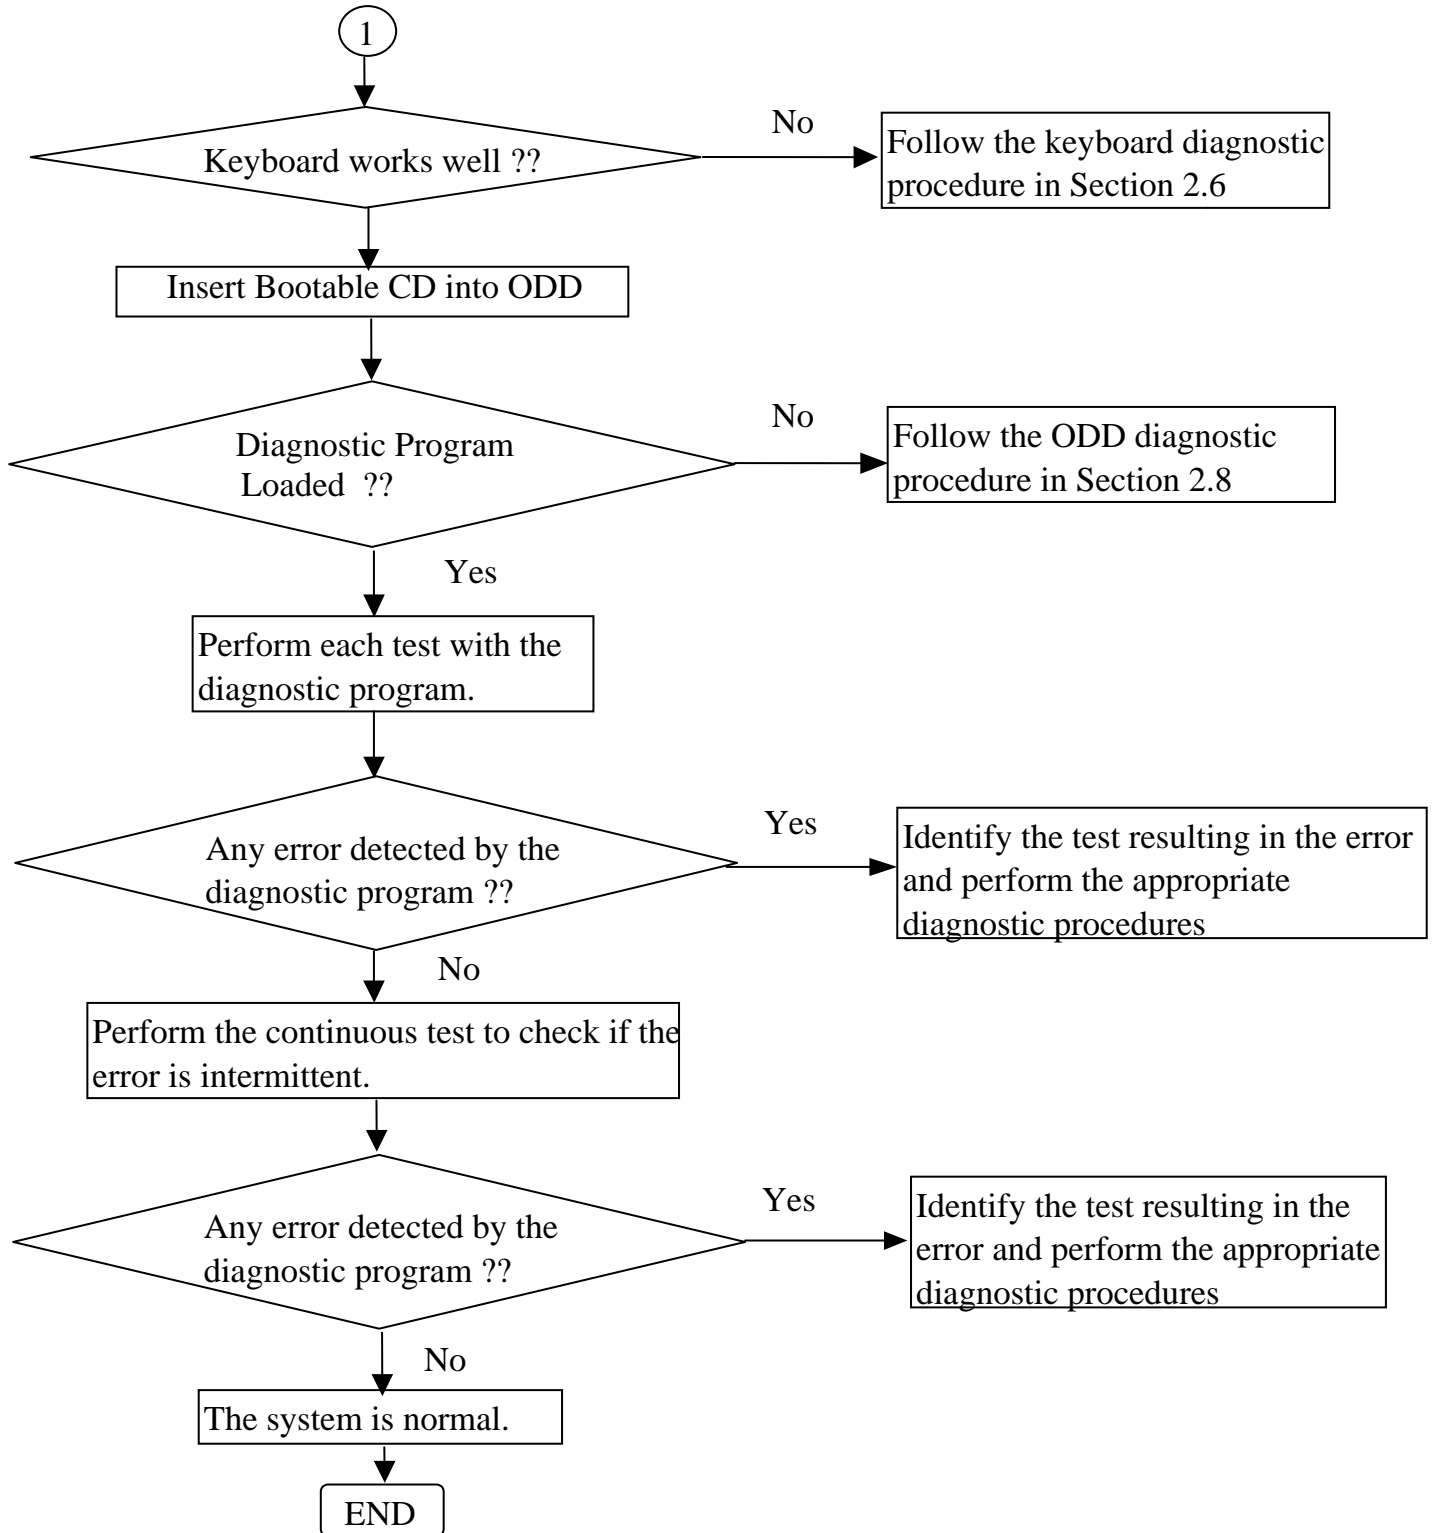 1
Keyboard works well ??
No
Follow the keyboard diagnostic
procedure in Section 2.6
Insert Bootable CD into ODD
Diagnostic Program
Loaded ??
No
Follow the ODD diagnostic
procedure in Section 2.8
Yes
Perform each test with the
diagnostic program.
Any error detected by the
diagnostic program ??
Yes
Identify the test resulting in the error
and perform the appropriate
diagnostic procedures
No
Perform the continuous test to check if the
error is intermittent.
Any error detected by the
diagnostic program ??
Yes
Identify the test resulting in the
error and perform the appropriate
diagnostic procedures
No
The system is normal.
END